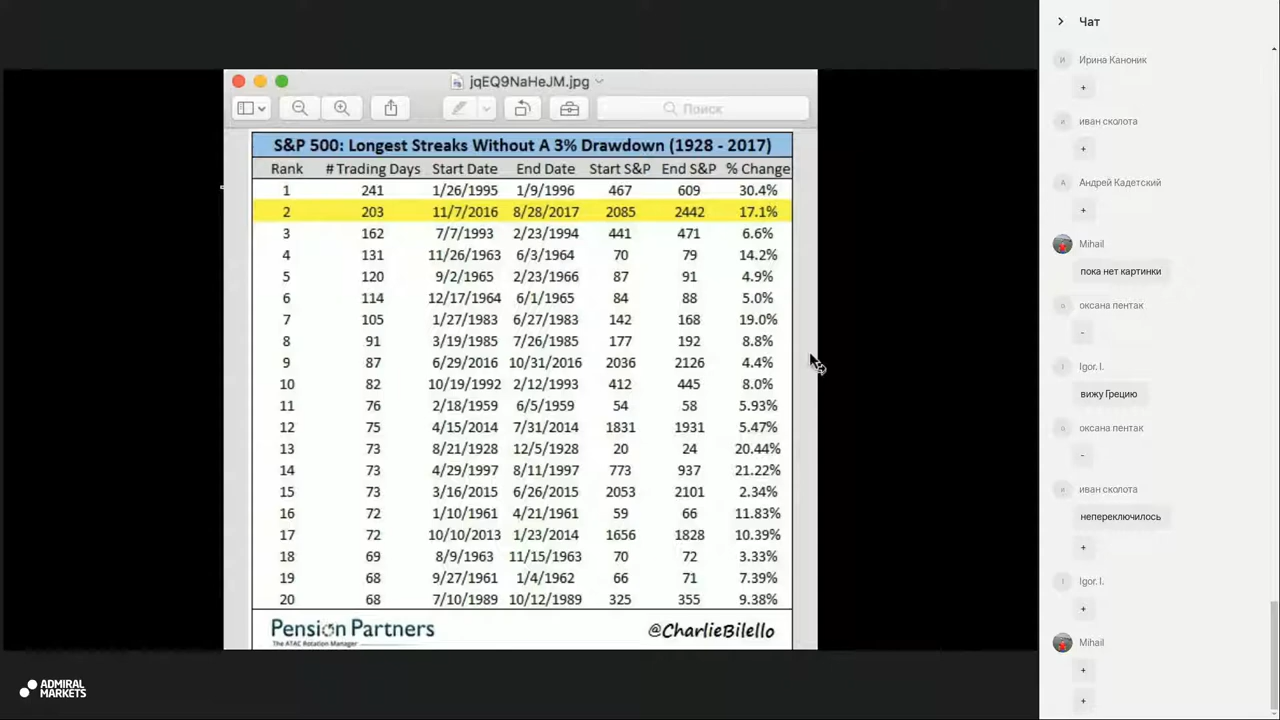 jqEQ9NaHeJM.jpg
Поиск
S&P 500: Longest Streaks Without A 3% Drawdown (1928 - 2017)
Rank # Trading Days Start Date End Date Start S&P End S&P % Change
1 241 1/26/1995 1/9/1996 467 609 30.4%
2 203 11/7/2016 8/28/2017 2085 2442 17.1%
3 162 7/7/1993 2/23/1994 441 471 6.6%
4 131 11/26/1963 6/3/1964 70 79 14.2%
5 120 9/2/1965 2/23/1966 87 91 4.9%
6 114 12/17/1964 6/1/1965 84 88 5.0%
7 105 1/27/1983 6/27/1983 142 168 19.0%
8 91 3/19/1985 7/26/1985 177 192 8.8%
9 87 6/29/2016 10/31/2016 2036 2126 4.4%
10 82 10/19/1992 2/12/1993 412 445 8.0%
11 76 2/18/1959 6/5/1959 54 58 5.93%
12 75 4/15/2014 7/31/2014 1831 1931 5.47%
13 73 8/21/1928 12/5/1928 20 24 20.44%
14 73 4/29/1997 8/11/1997 773 937 21.22%
15 73 3/16/2015 6/26/2015 2053 2101 2.34%
16 72 1/10/1961 4/21/1961 59 66 11.83%
17 72 10/10/2013 1/23/2014 1656 1828 10.39%
18 69 8/9/1963 11/15/1963 70 72 3.33%
19 68 9/27/1961 1/4/1962 66 71 7.39%
20 68 7/10/1989 10/12/1989 325 355 9.38%
Pension Partners
The ATAC Rotation Manager
@CharlieBilello
ADMIRAL
MARKETS
Чат
И Ирина Каноник
+
и иван сколота
+
А Андрей Кадетский
+
Mihail
пока нет картинки
о оксана пентак
-
I Igor. I.
вижу Грецию
о оксана пентак
-
и иван сколота
непереключилось
+
I Igor. I.
+
Mihail
+
+